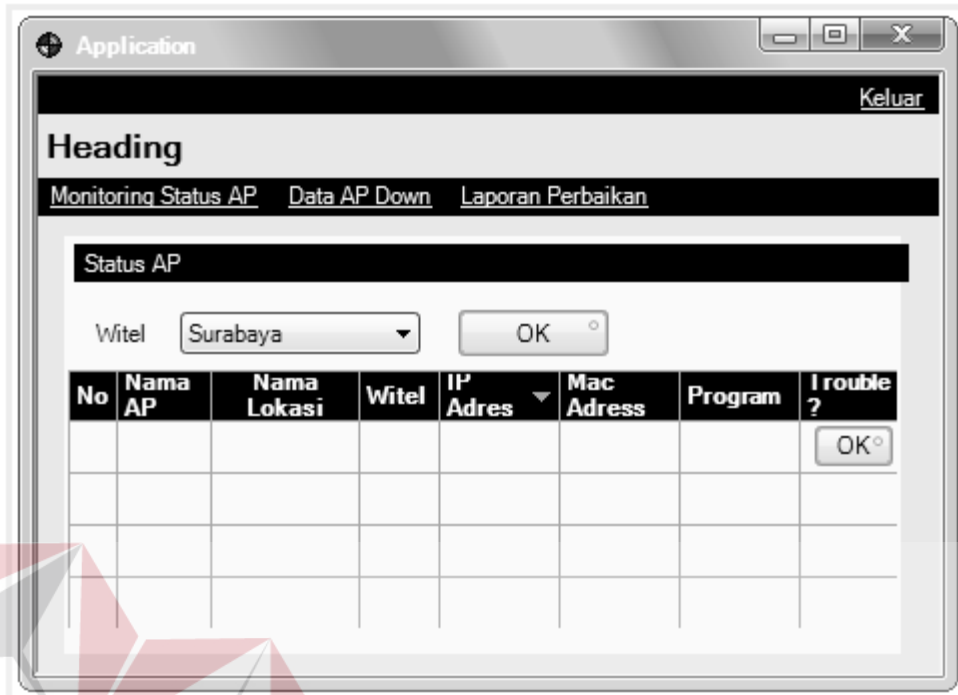 Application
Keluar
Heading
Monitoring Status AP Data AP Down Laporan Perbaikan
Status AP
Witel Surabaya OK
No Nama AP Nama Lokasi Witel IP Adres Mac Adress Program Trouble ?
OK